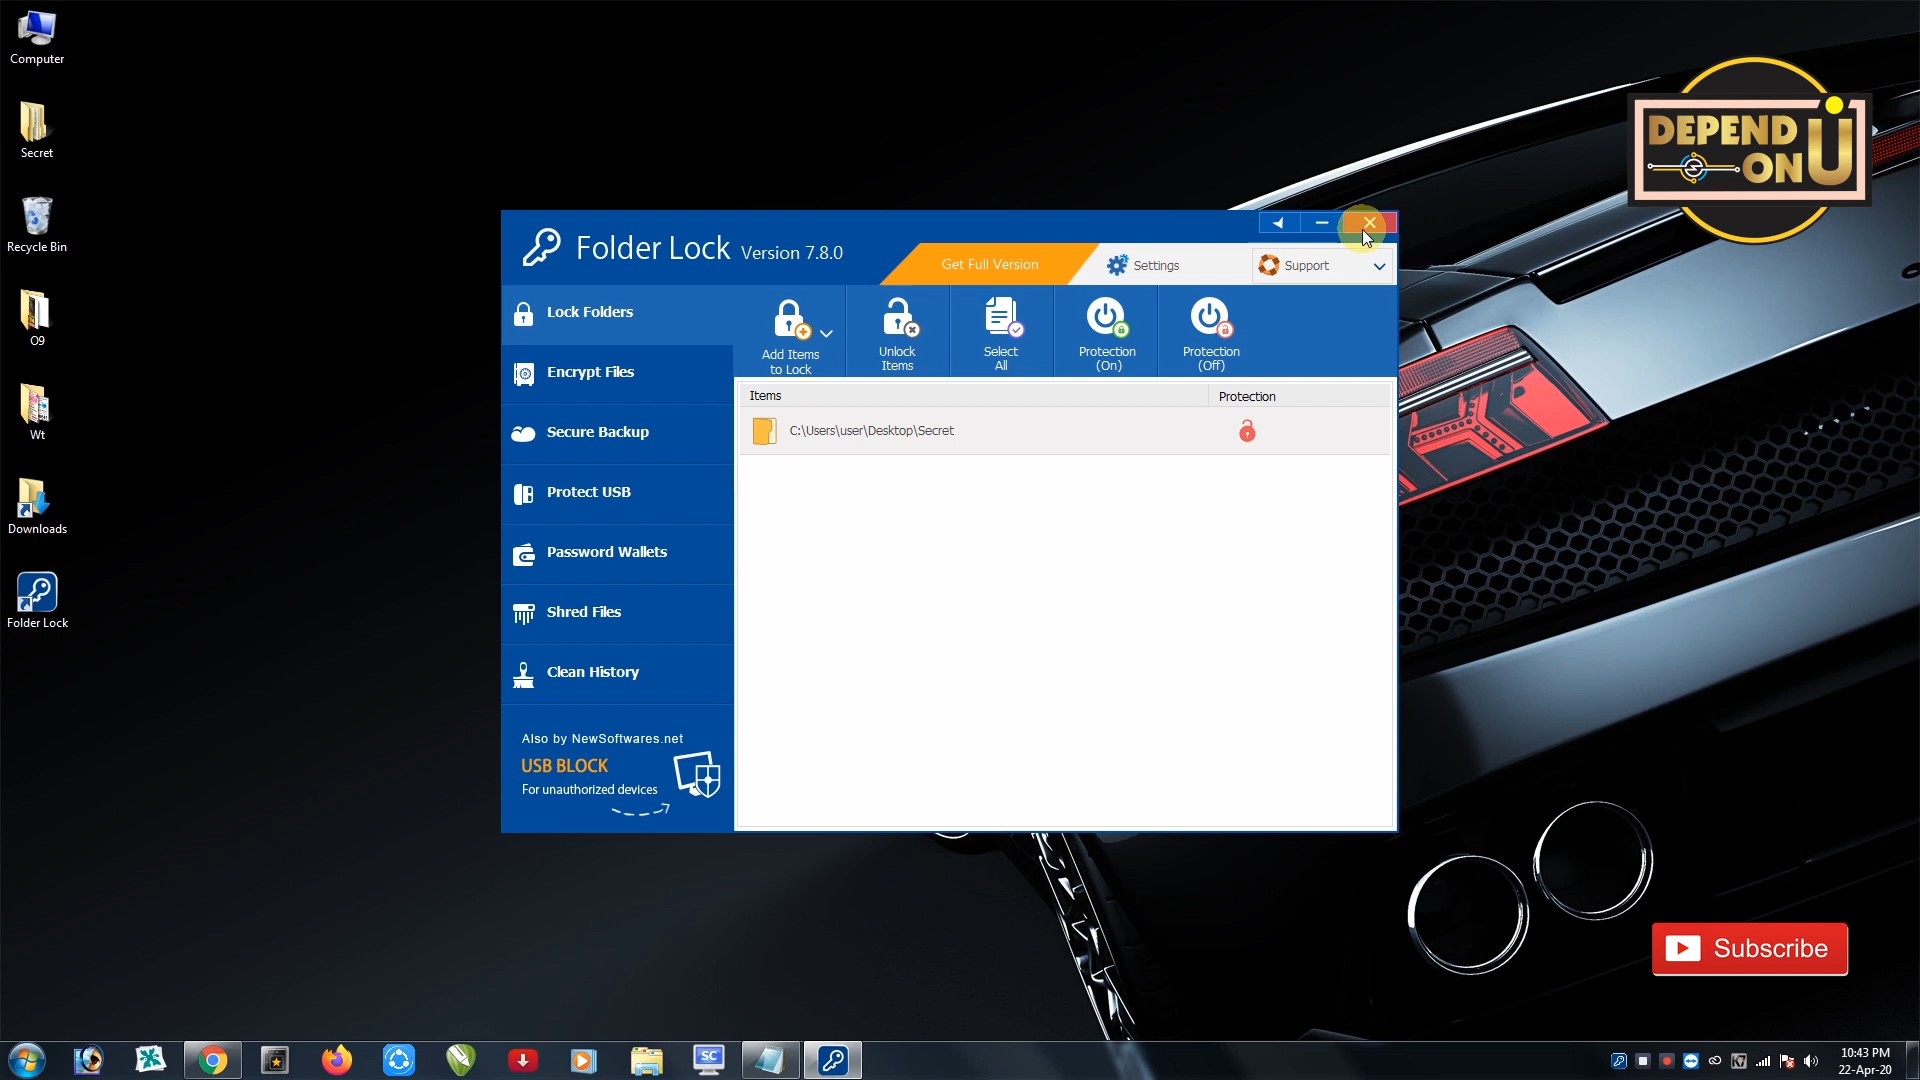 Computer
Secret
Recycle Bin
O9
Wt
Downloads
Folder Lock
DEPEND
ON U
Folder Lock Version 7.8.0
Get Full Version
Settings
Support
Lock Folders
Encrypt Files
Secure Backup
Protect USB
Password Wallets
Shred Files
Clean History
Add Items
to Lock
Unlock
Items
Select
All
Protection
(On)
Protection
(Off)
Items
Protection
C:\Users\user\Desktop\Secret
Also by NewSoftwares.net
USB BLOCK
For unauthorized devices
Subscribe
SC
10:43 PM
22-Apr-20